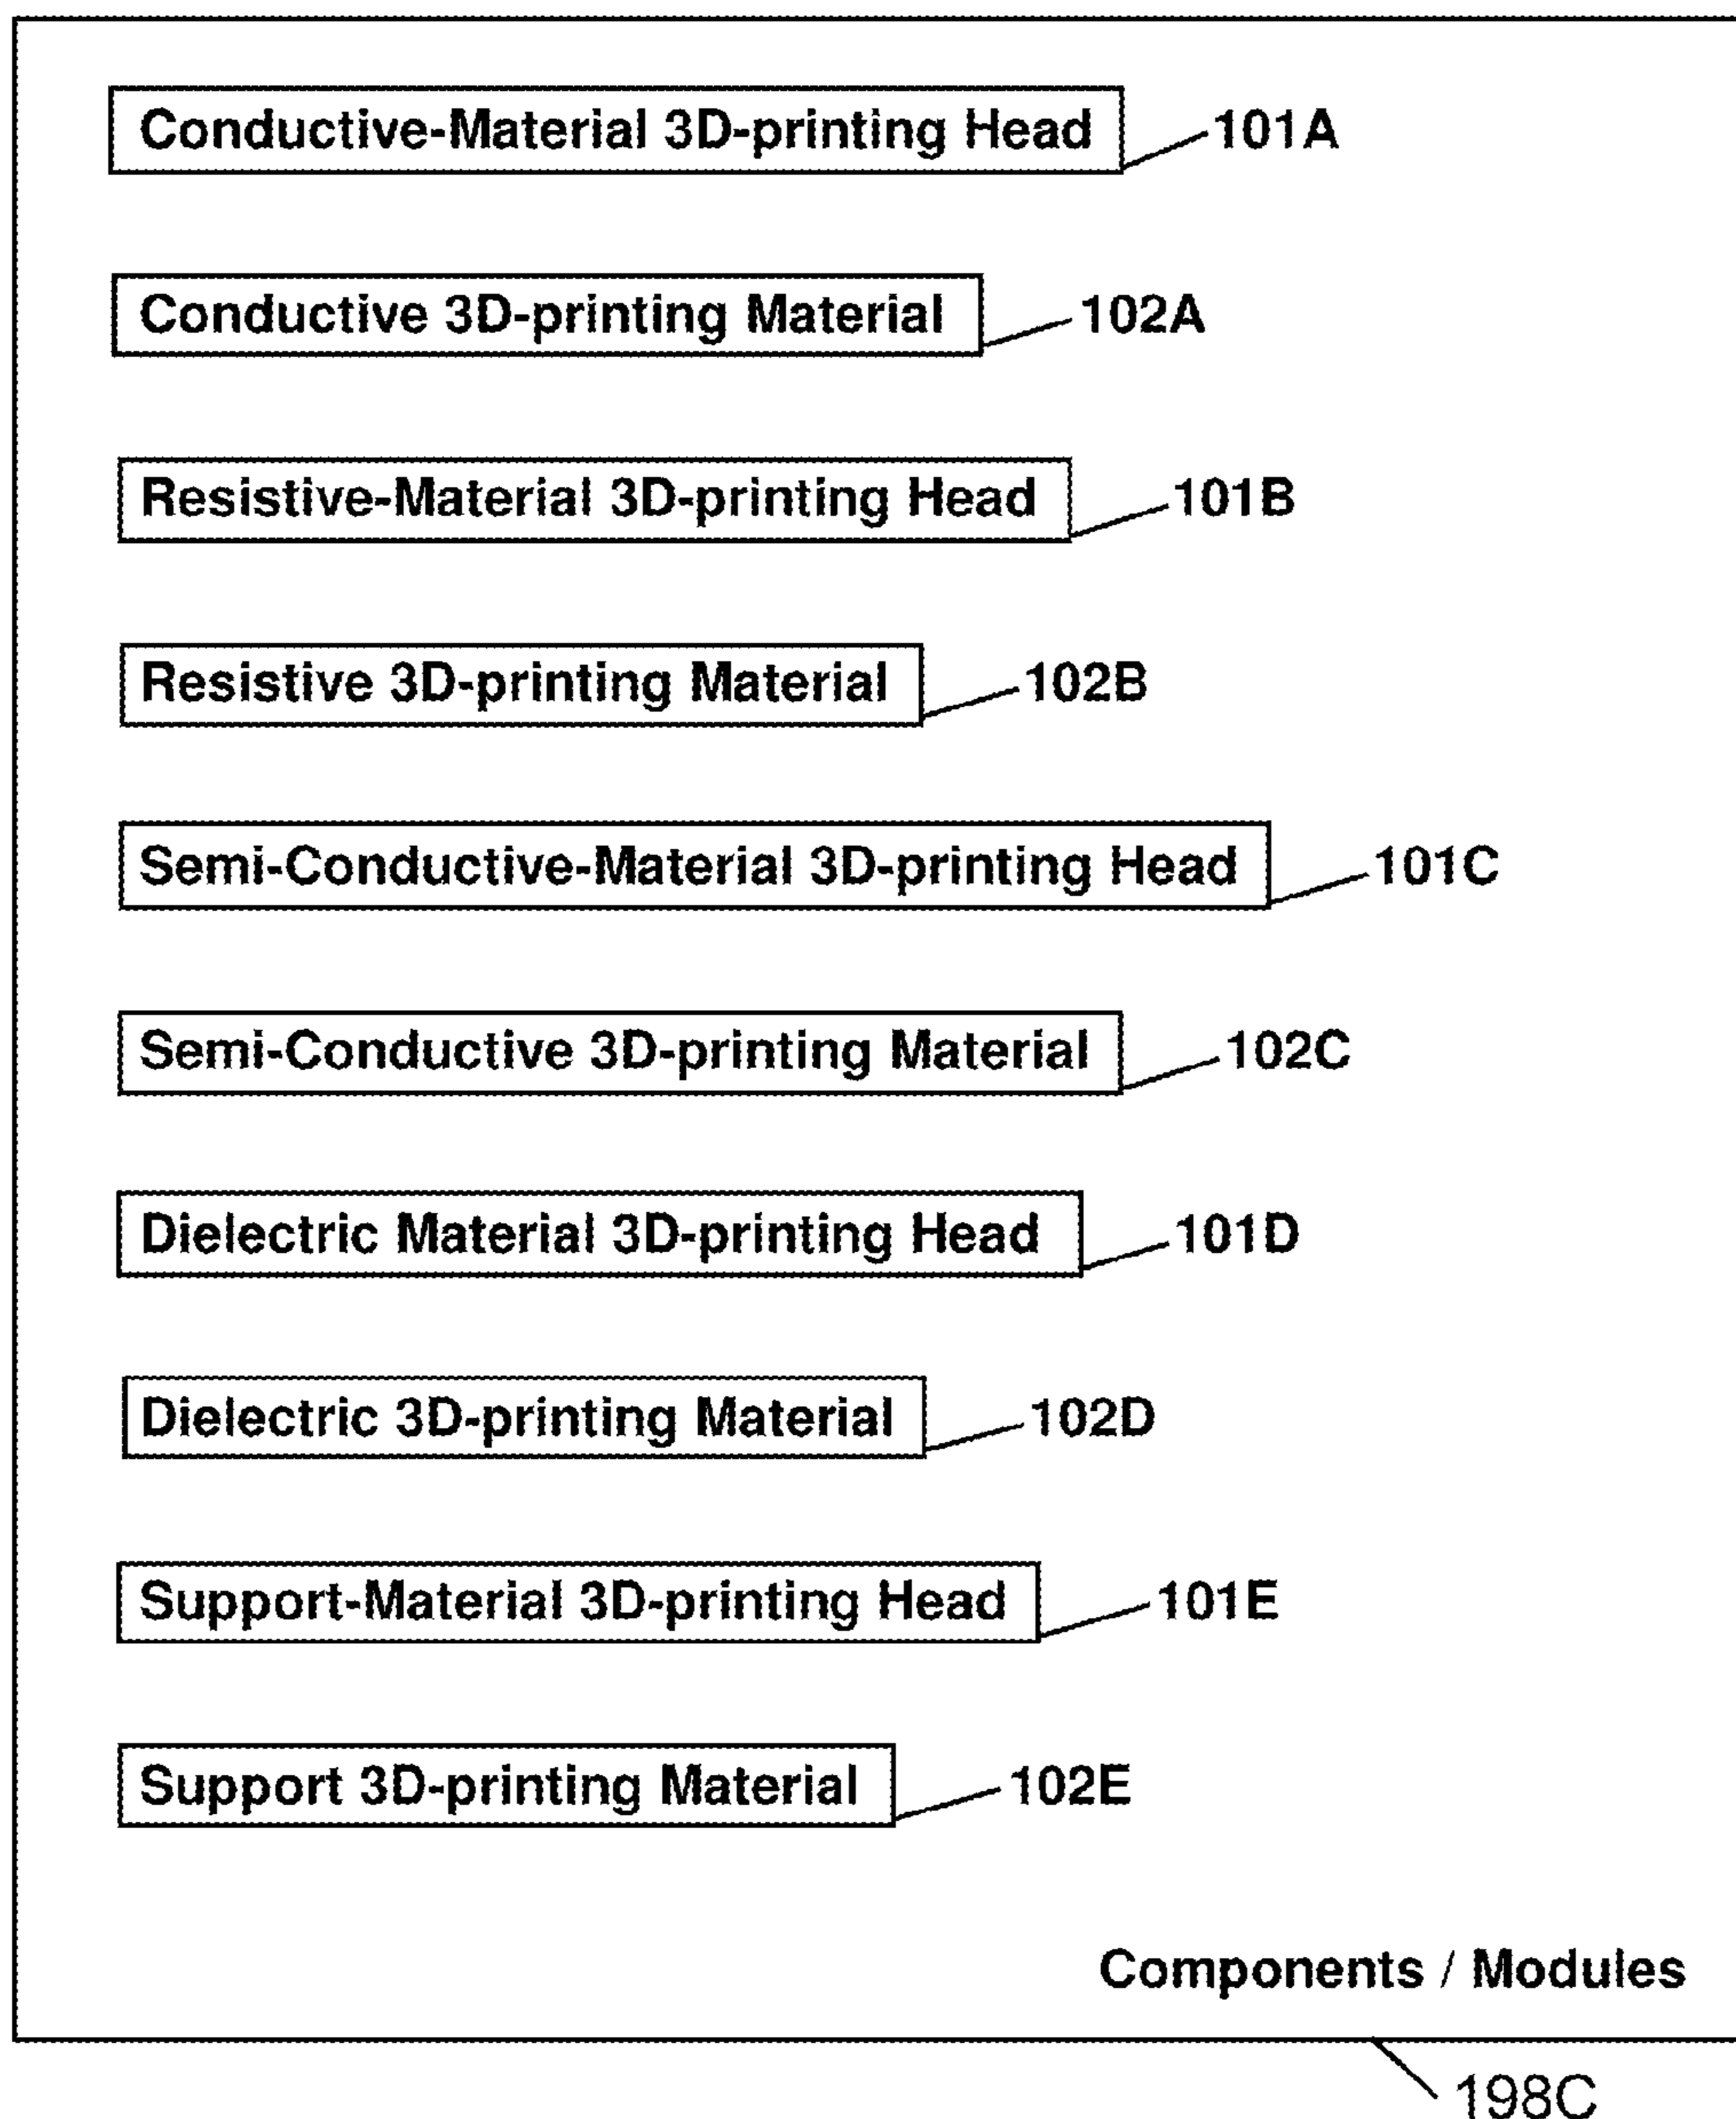 Conductive-Material 3D-printing Head 101A
Conductive 3D-printing Material 102A
Resistive-Material 3D-printing Head 101B
Resistive 3D-printing Material 102B
Semi-Conductive-Material 3D-printing Head 101C
Semi-Conductive 3D-printing Material 102C
Dielectric Material 3D-printing Head 101D
Dielectric 3D-printing Material 102D
Support-Material 3D-printing Head 101E
Support 3D-printing Material 102E
Components / Modules
198C